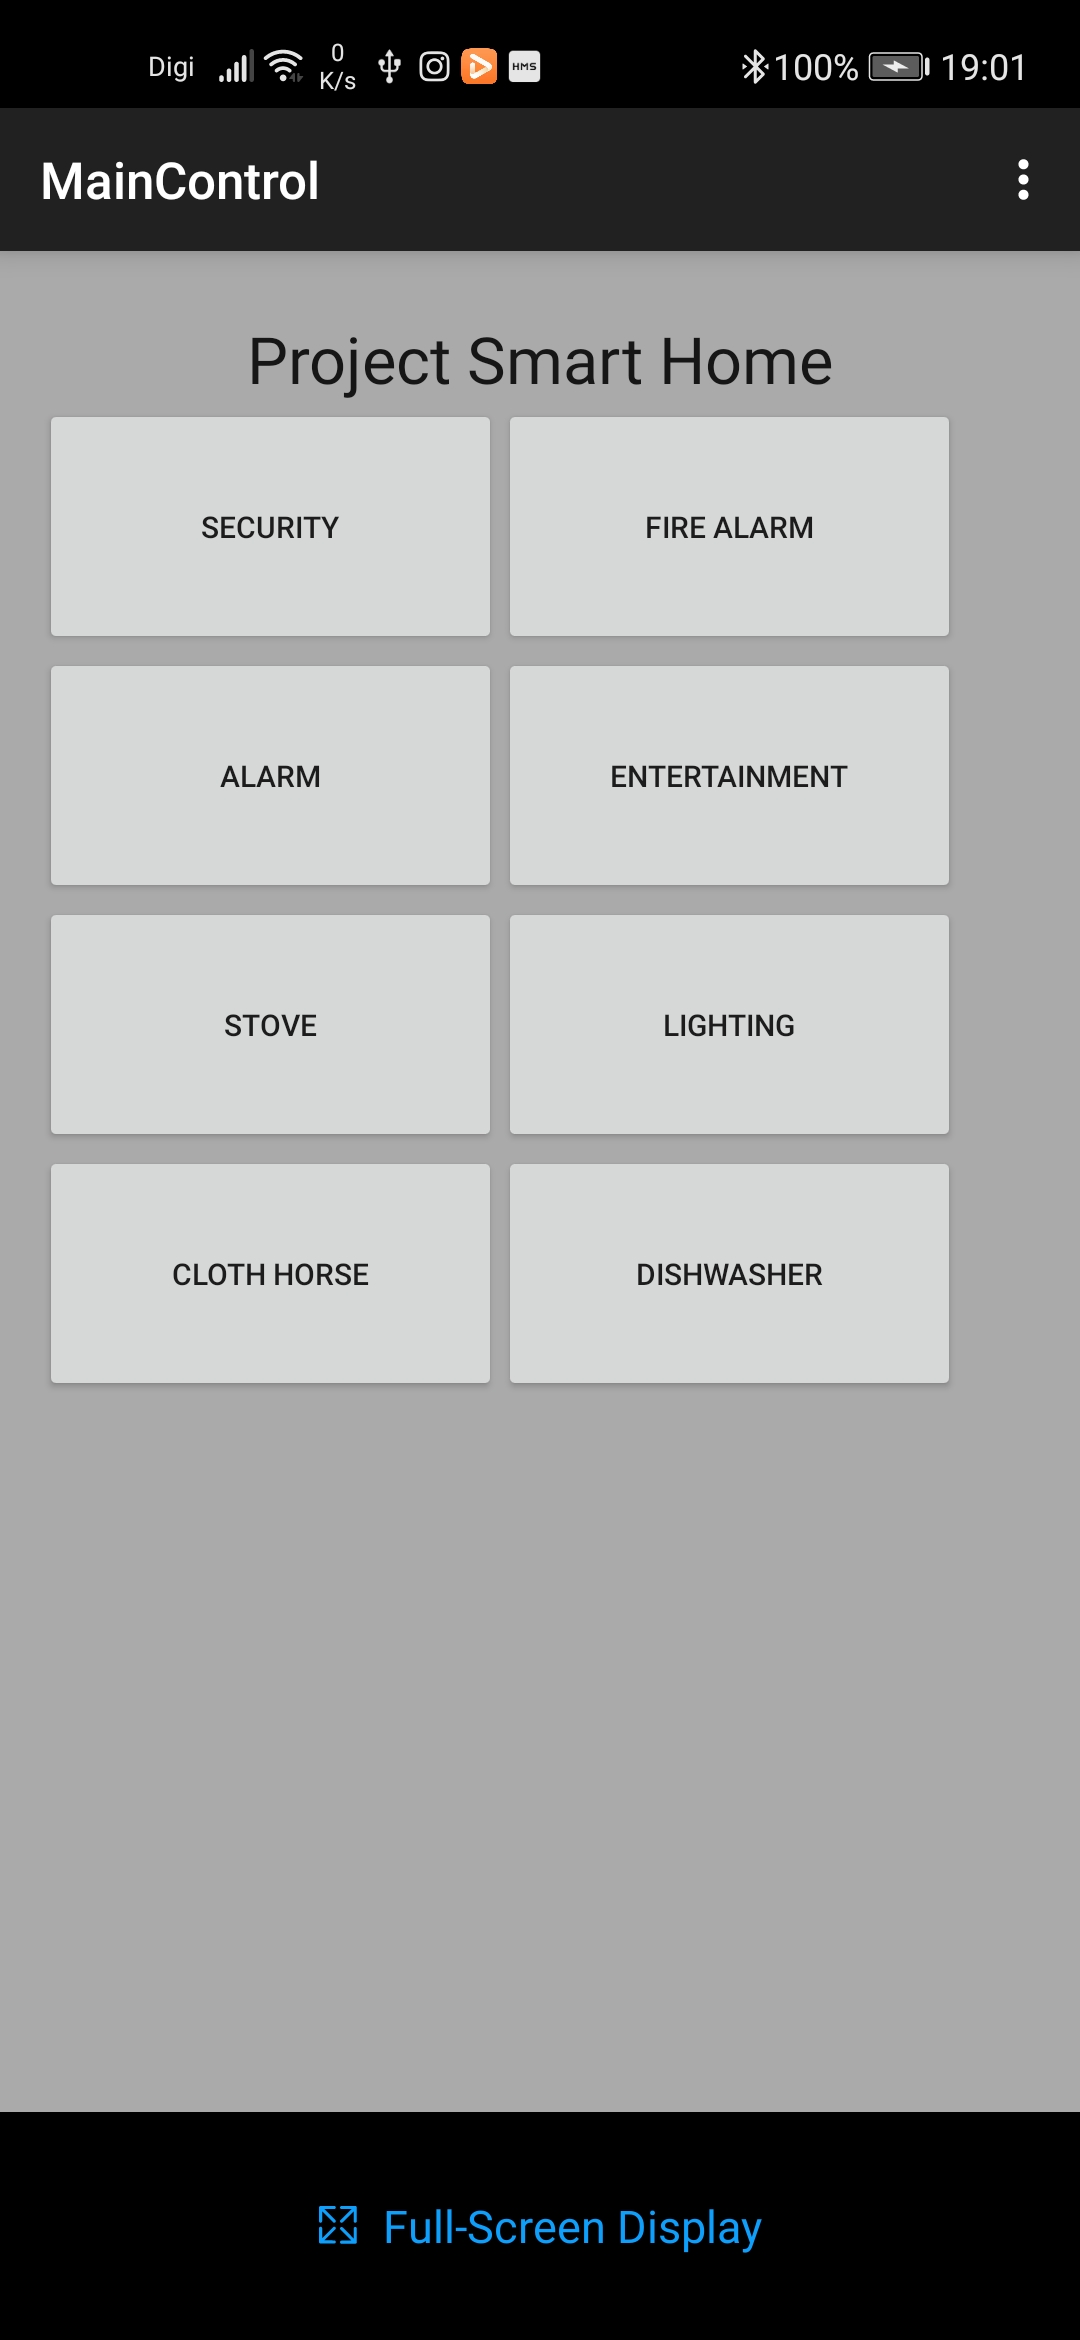 Digi 0 K/s HMS 100% 19:01
MainControl
Project Smart Home
SECURITY FIRE ALARM
ALARM ENTERTAINMENT
STOVE LIGHTING
CLOTH HORSE DISHWASHER
Full-Screen Display